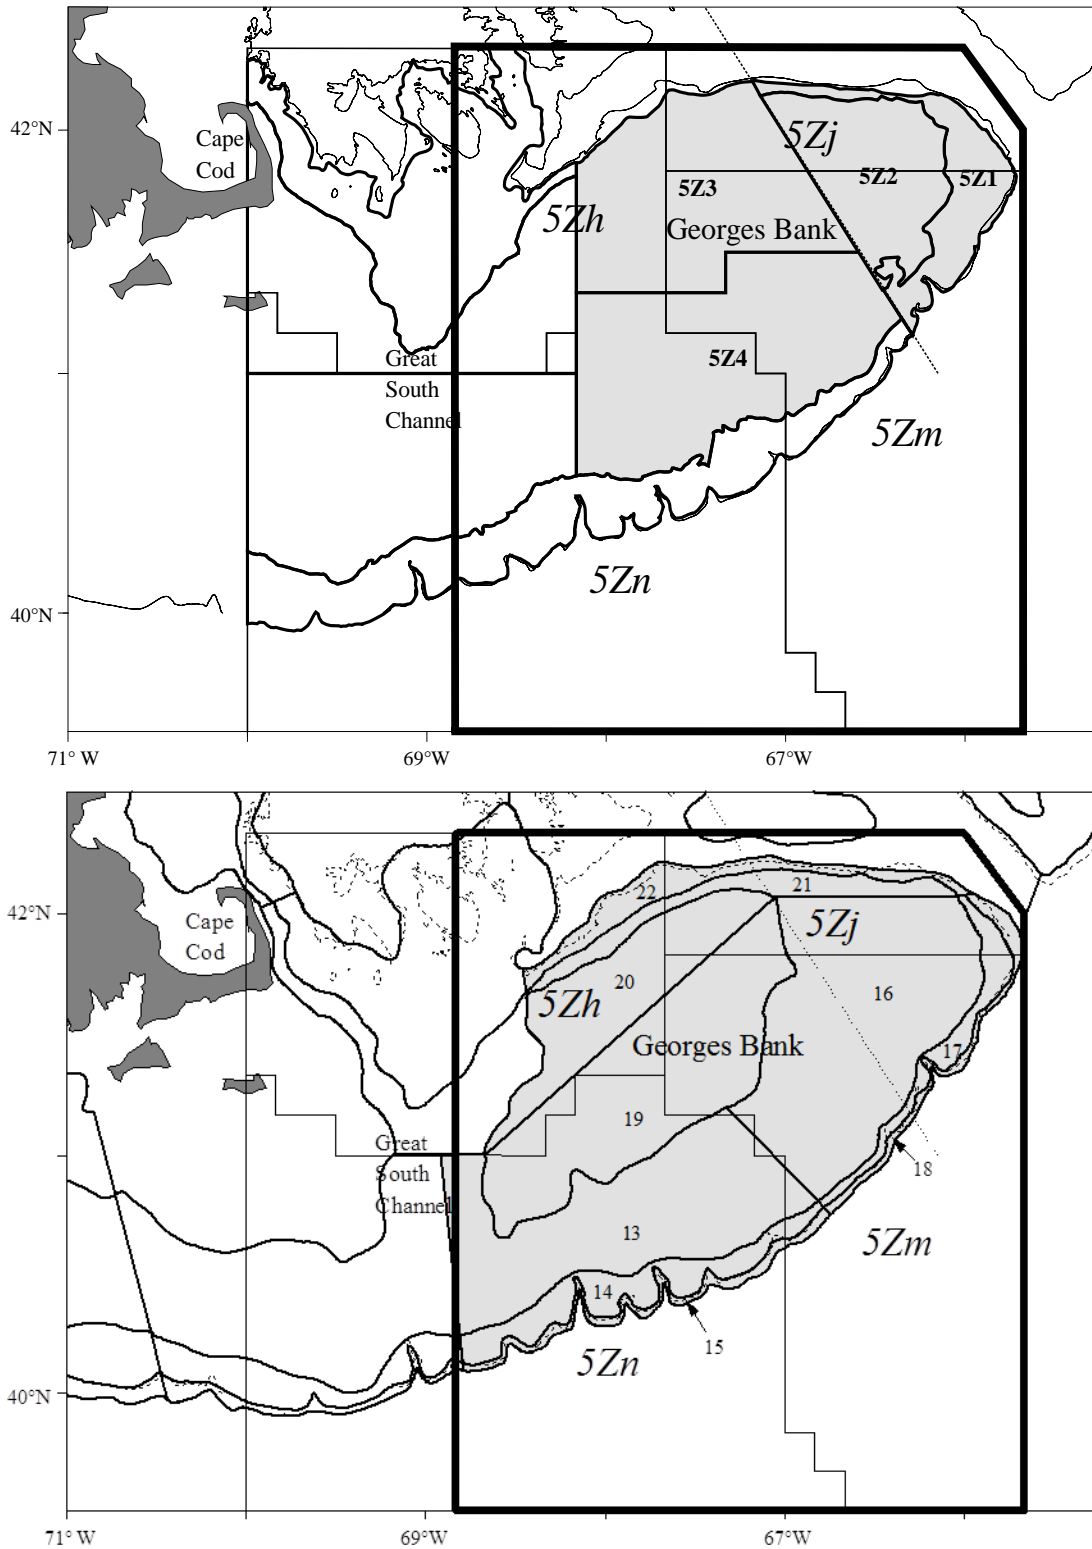 42°N
Cape
Cod
5Zj
5Z3
5Z2
5Z1
5Zh
Georges Bank
Great
South
Channel
5Z4
5Zm
5Zn
40°N
71° W
69°W
67°W
42°N
Cape
Cod
22
21
5Zj
20
5Zh
16
Georges Bank
17
19
Great
South
Channel
18
13
5Zm
14
15
5Zn
40°N
71° W
69°W
67°W